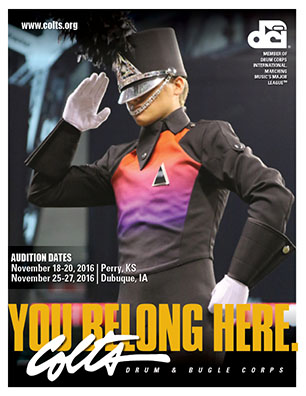 www.colts.org
dci
MEMBER OF
DRUM CORPS
INTERNATIONAL,
MARCHING
MUSIC'S MAJOR
LEAGUE™
AUDITION DATES
November 18-20, 2016 | Perry, KS
November 25-27, 2016 | Dubuque, IA
YOU BELONG HERE.
Colts
DRUM & BUGLE CORPS